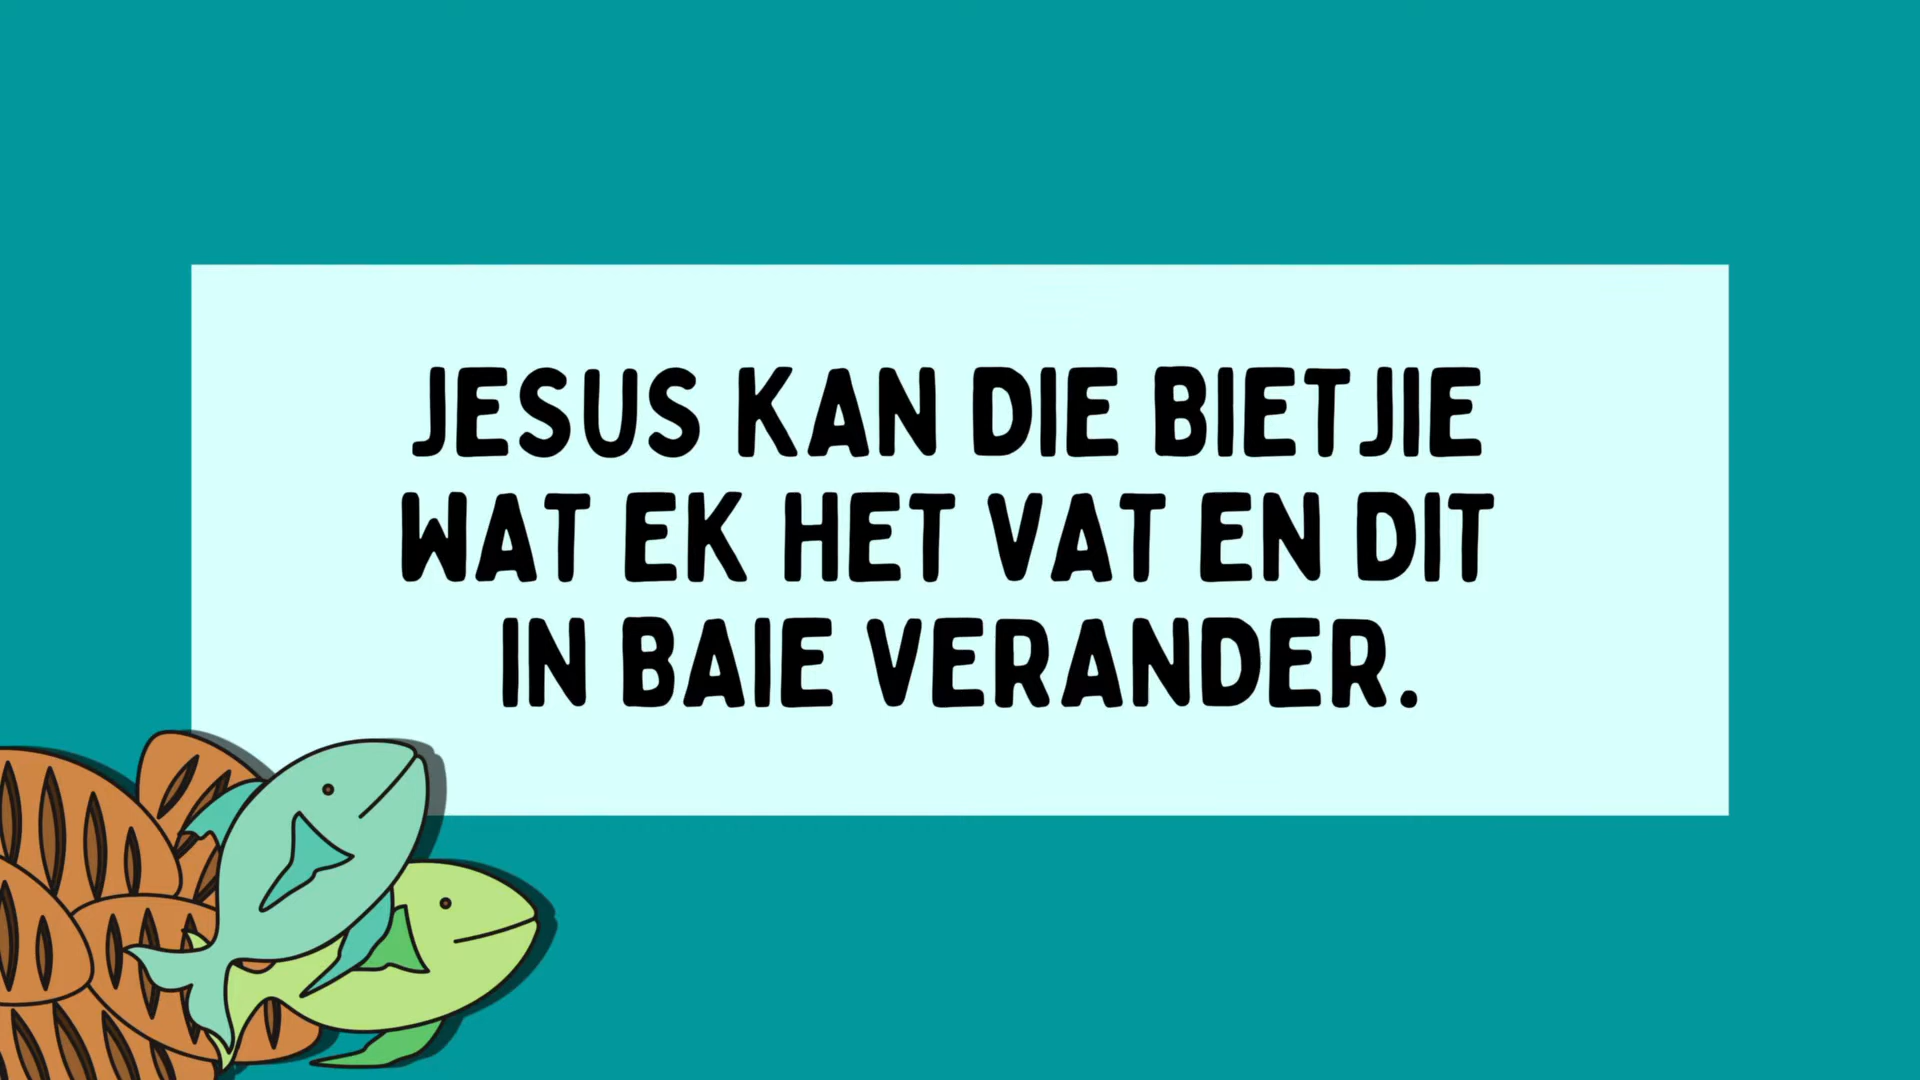 JESUS KAN DIE BIETJIE
WAT EK HET VAT EN DIT
IN BAIE VERANDER.